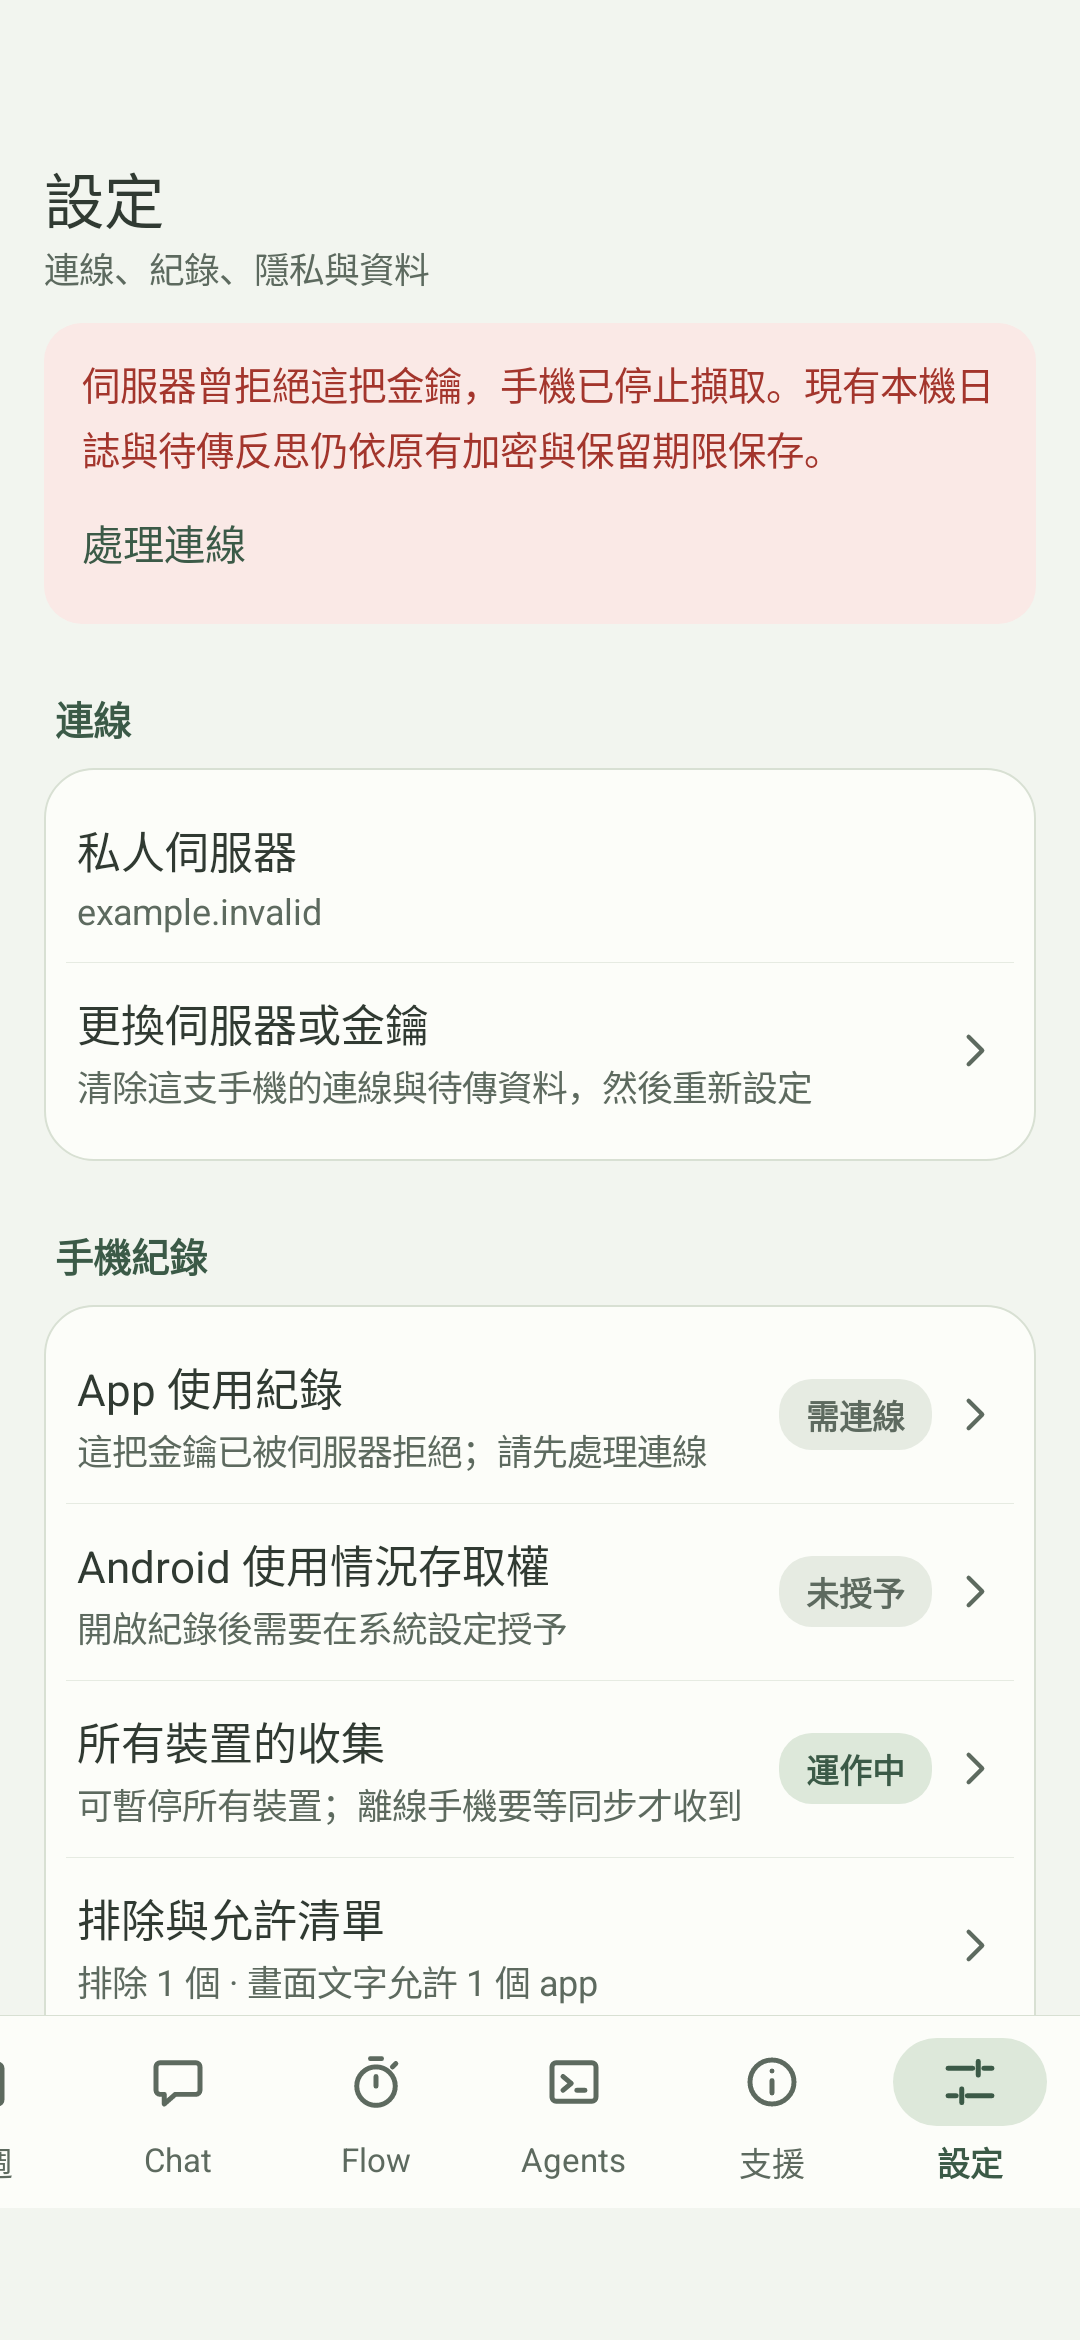 設定
連線、紀錄、隱私與資料
伺服器曾拒絕這把金鑰，手機已停止擷取。現有本機日
誌與待傳反思仍依原有加密與保留期限保存。
處理連線
連線
私人伺服器
example.invalid
更換伺服器或金鑰
清除這支手機的連線與待傳資料，然後重新設定
手機紀錄
App 使用紀錄
需連線
這把金鑰已被伺服器拒絕；請先處理連線
Android 使用情況存取權
未授予
開啟紀錄後需要在系統設定授予
所有裝置的收集
運作中
可暫停所有裝置；離線手機要等同步才收到
排除與允許清單
排除 1 個 · 畫面文字允許 1 個 app
Chat
Flow
Agents
支援
設定